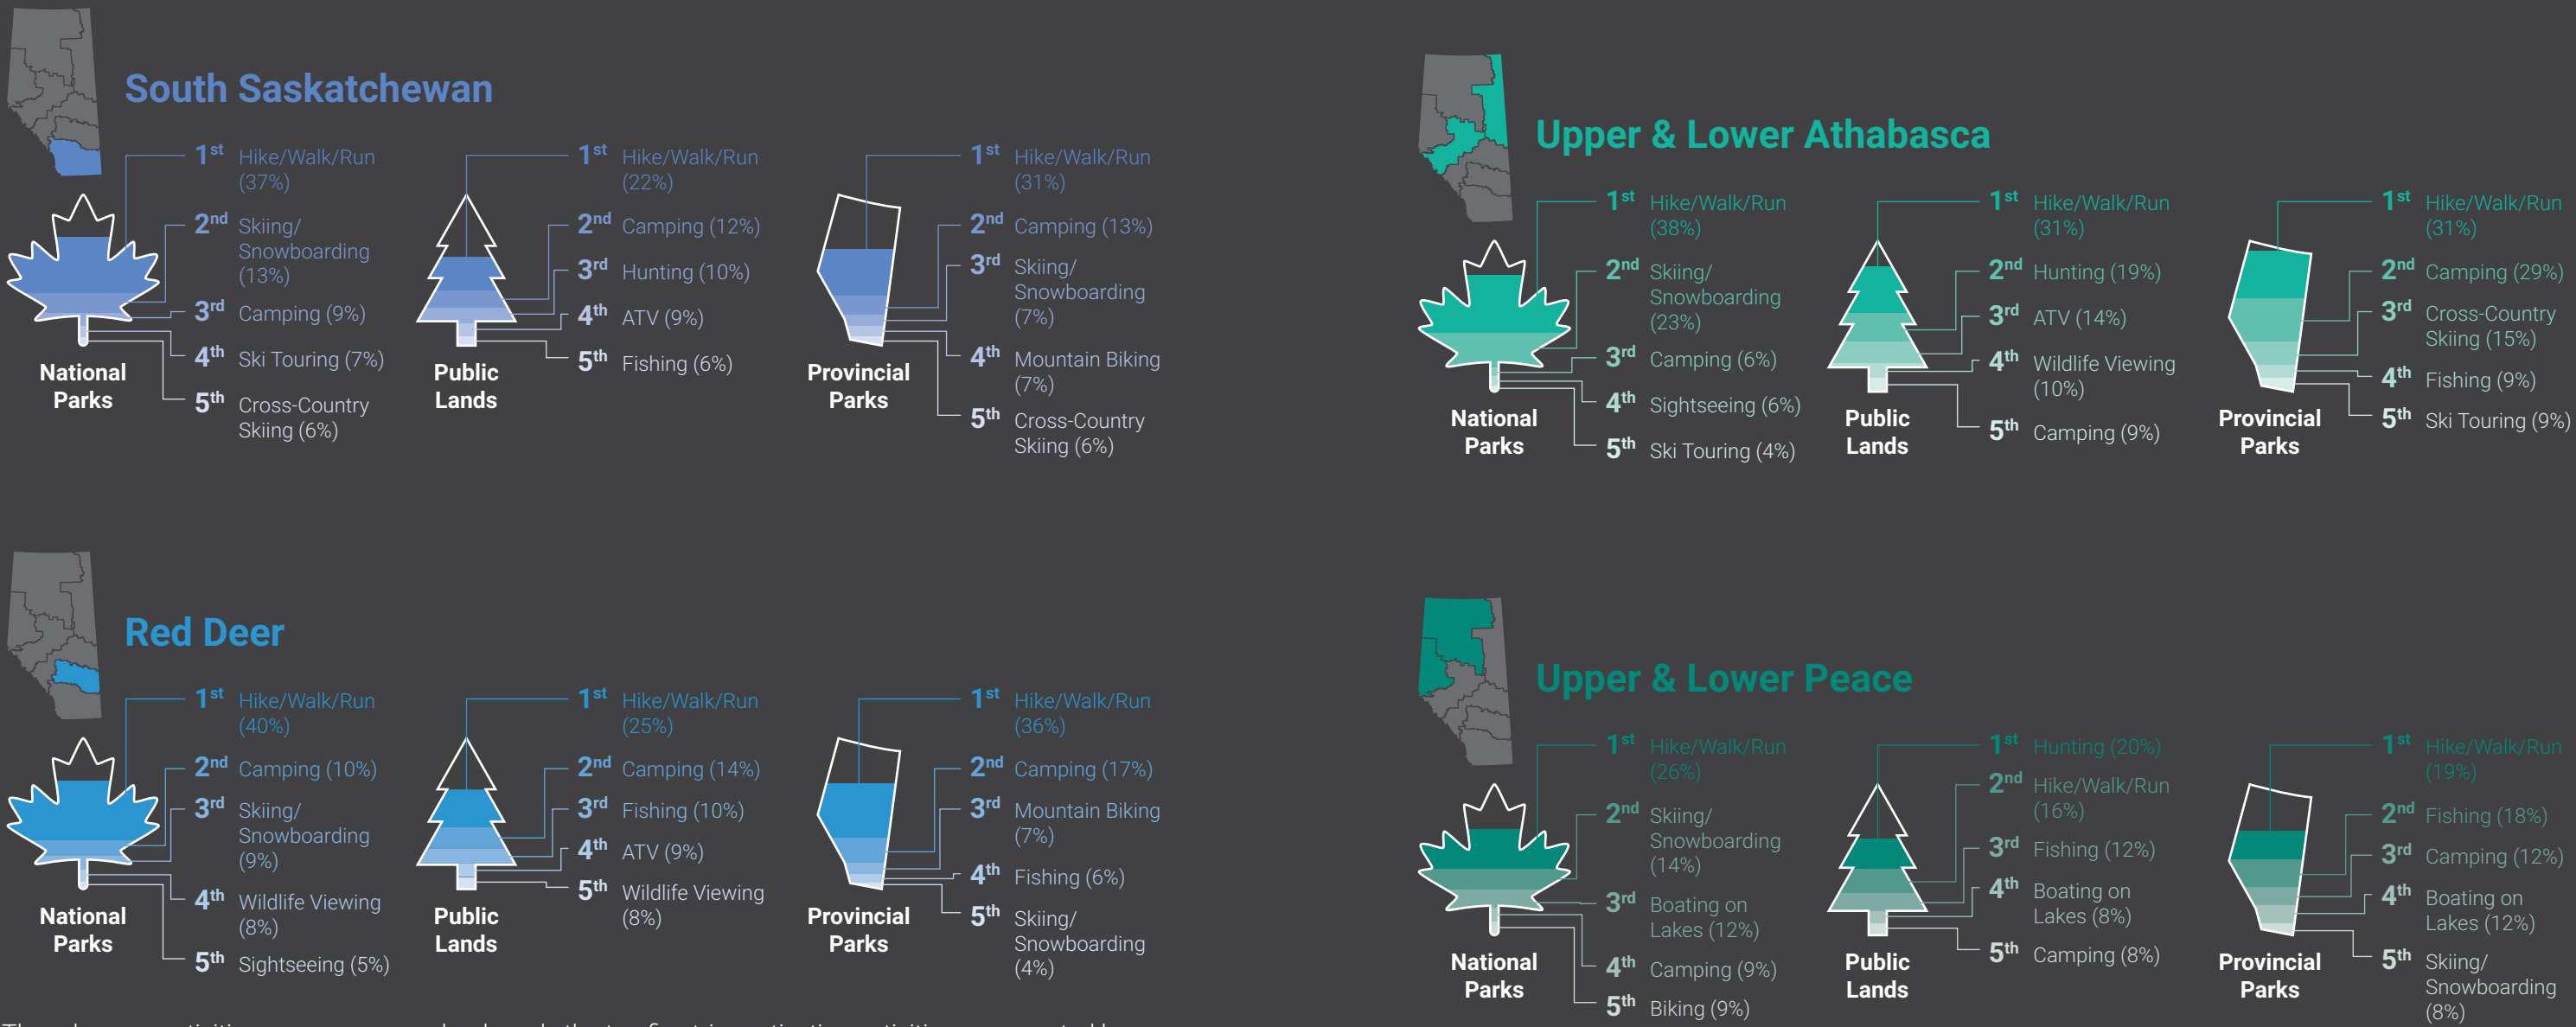 South Saskatchewan
1st Hike/Walk/Run
(37%)
2nd Skiing/
Snowboarding
(13%)
3rd Camping (9%)
4th Ski Touring (7%)
5th Cross-Country
Skiing (6%)
National
Parks
1st Hike/Walk/Run
(22%)
2nd Camping (12%)
3rd Hunting (10%)
4th ATV (9%)
5th Fishing (6%)
Public
Lands
1st Hike/Walk/Run
(31%)
2nd Camping (13%)
3rd Skiing/
Snowboarding
(7%)
4th Mountain Biking
(7%)
5th Cross-Country
Skiing (6%)
Provincial
Parks
Upper & Lower Athabasca
1st Hike/Walk/Run
(38%)
2nd Skiing/
Snowboarding
(23%)
3rd Camping (6%)
4th Sightseeing (6%)
5th Ski Touring (4%)
National
Parks
1st Hike/Walk/Run
(31%)
2nd Hunting (19%)
3rd ATV (14%)
4th Wildlife Viewing
(10%)
5th Camping (9%)
Public
Lands
1st Hike/Walk/Run
(31%)
2nd Camping (29%)
3rd Cross-Country
Skiing (15%)
4th Fishing (9%)
5th Ski Touring (9%)
Provincial
Parks
Red Deer
1st Hike/Walk/Run
(40%)
2nd Camping (10%)
3rd Skiing/
Snowboarding
(9%)
4th Wildlife Viewing
(8%)
5th Sightseeing (5%)
National
Parks
1st Hike/Walk/Run
(25%)
2nd Camping (14%)
3rd Fishing (10%)
4th ATV (9%)
5th Wildlife Viewing
(8%)
Public
Lands
1st Hike/Walk/Run
(36%)
2nd Camping (17%)
3rd Mountain Biking
(7%)
4th Fishing (6%)
5th Skiing/
Snowboarding
(4%)
Provincial
Parks
Upper & Lower Peace
1st Hike/Walk/Run
(26%)
2nd Skiing/
Snowboarding
(14%)
3rd Boating on
Lakes (12%)
4th Camping (9%)
5th Biking (9%)
National
Parks
1st Hunting (20%)
2nd Hike/Walk/Run
(16%)
3rd Fishing (12%)
4th Boating on
Lakes (8%)
5th Camping (8%)
Public
Lands
1st Hike/Walk/Run
(19%)
2nd Fishing (18%)
3rd Camping (12%)
4th Boating on
Lakes (12%)
5th Skiing/
Snowboarding
(8%)
Provincial
Parks